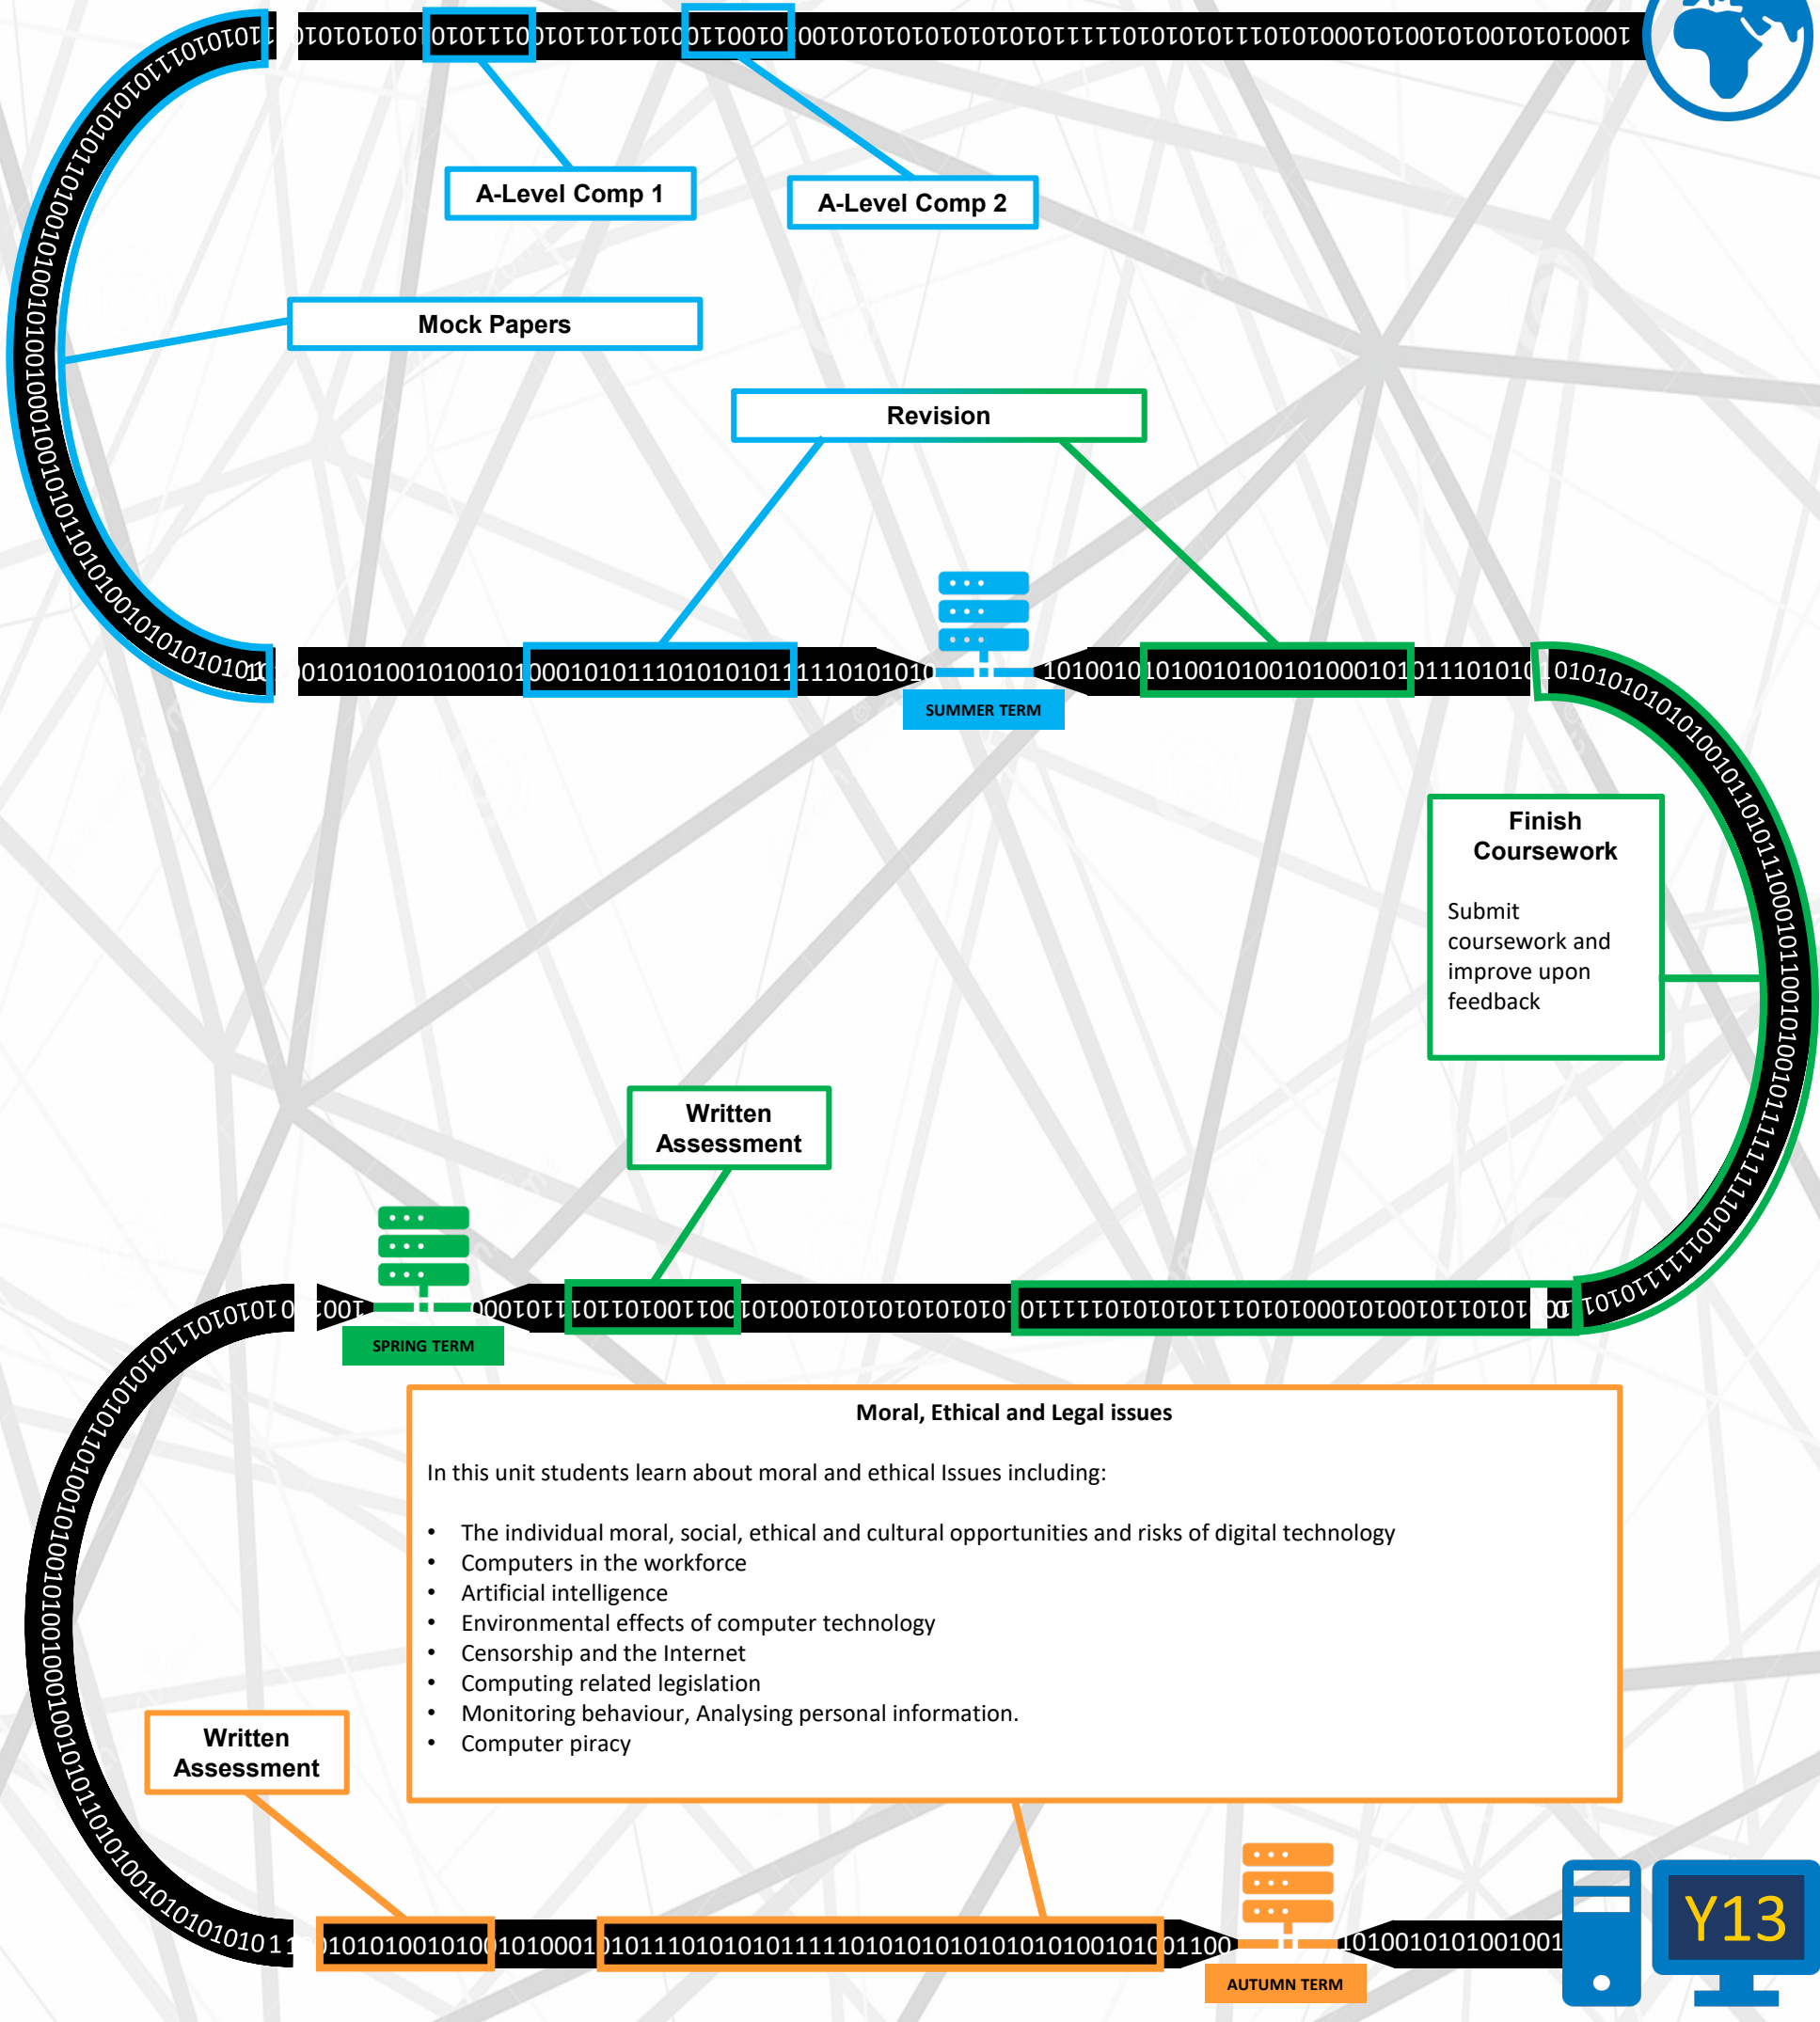 A-Level Comp 1
A-Level Comp 2
Mock Papers
Revision
SUMMER TERM
Finish
Coursework
Submit
coursework and
improve upon
feedback
Written
Assessment
SPRING TERM
Moral, Ethical and Legal issues
In this unit students learn about moral and ethical Issues including:
• The individual moral, social, ethical and cultural opportunities and risks of digital technology
• Computers in the workforce
• Artificial intelligence
• Environmental effects of computer technology
• Censorship and the Internet
• Computing related legislation
• Monitoring behaviour, Analysing personal information.
• Computer piracy
Written
Assessment
AUTUMN TERM
Y13